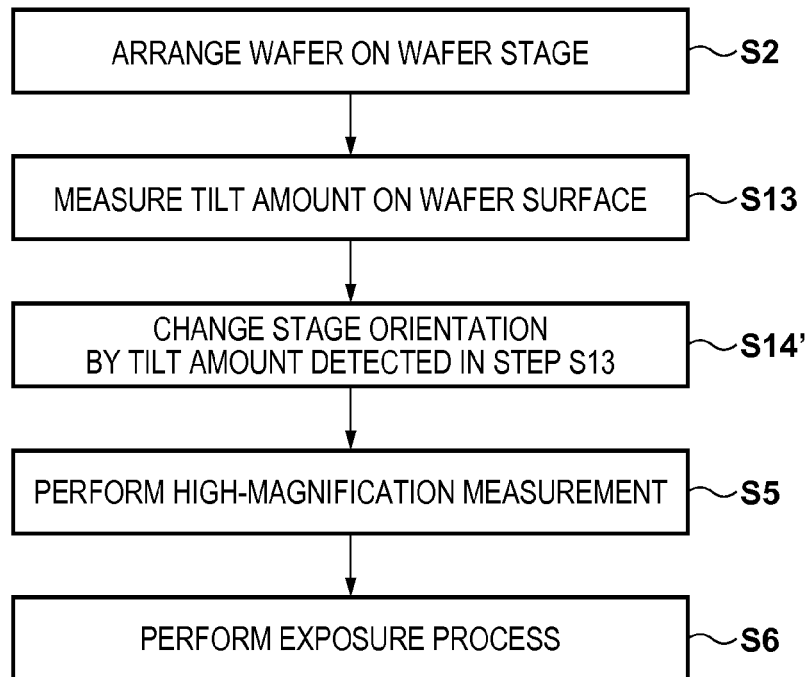 ARRANGE WAFER ON WAFER STAGE S2
MEASURE TILT AMOUNT ON WAFER SURFACE S13
CHANGE STAGE ORIENTATION
BY TILT AMOUNT DETECTED IN STEP S13 S14'
PERFORM HIGH-MAGNIFICATION MEASUREMENT S5
PERFORM EXPOSURE PROCESS S6